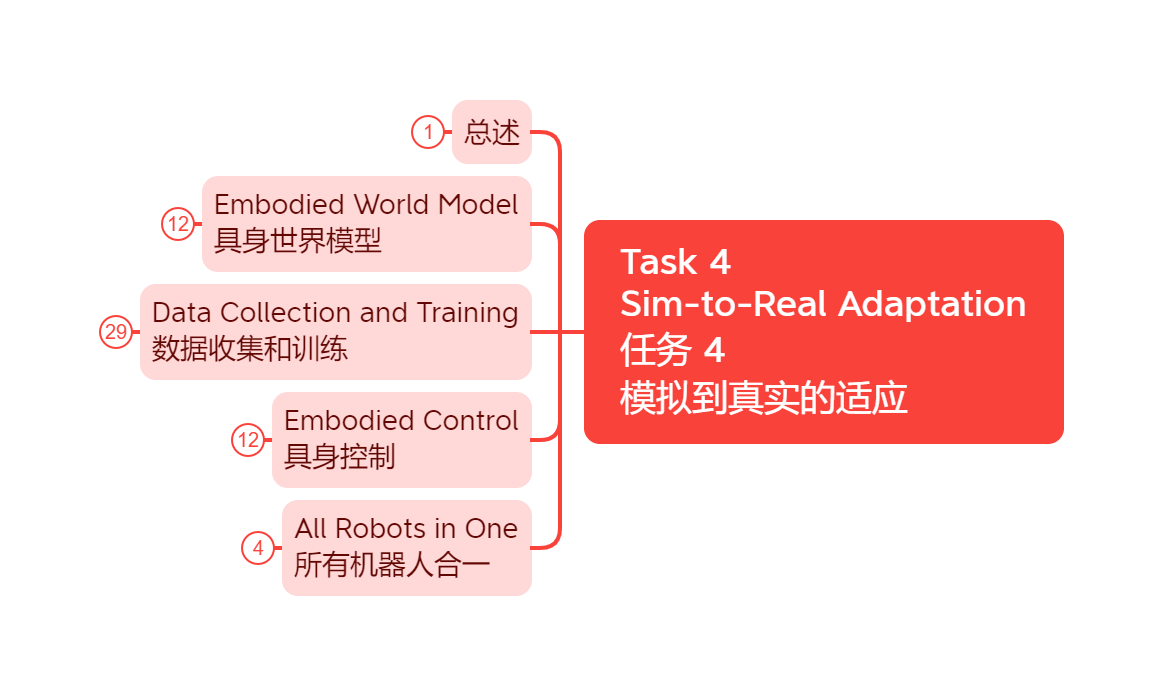 1
总述
Embodied World Model
具身世界模型
12
Data Collection and Training
数据收集和训练
29
Embodied Control
具身控制
12
All Robots in One
所有机器人合一
4
Task 4
Sim-to-Real Adaptation
任务 4
模拟到真实的适应